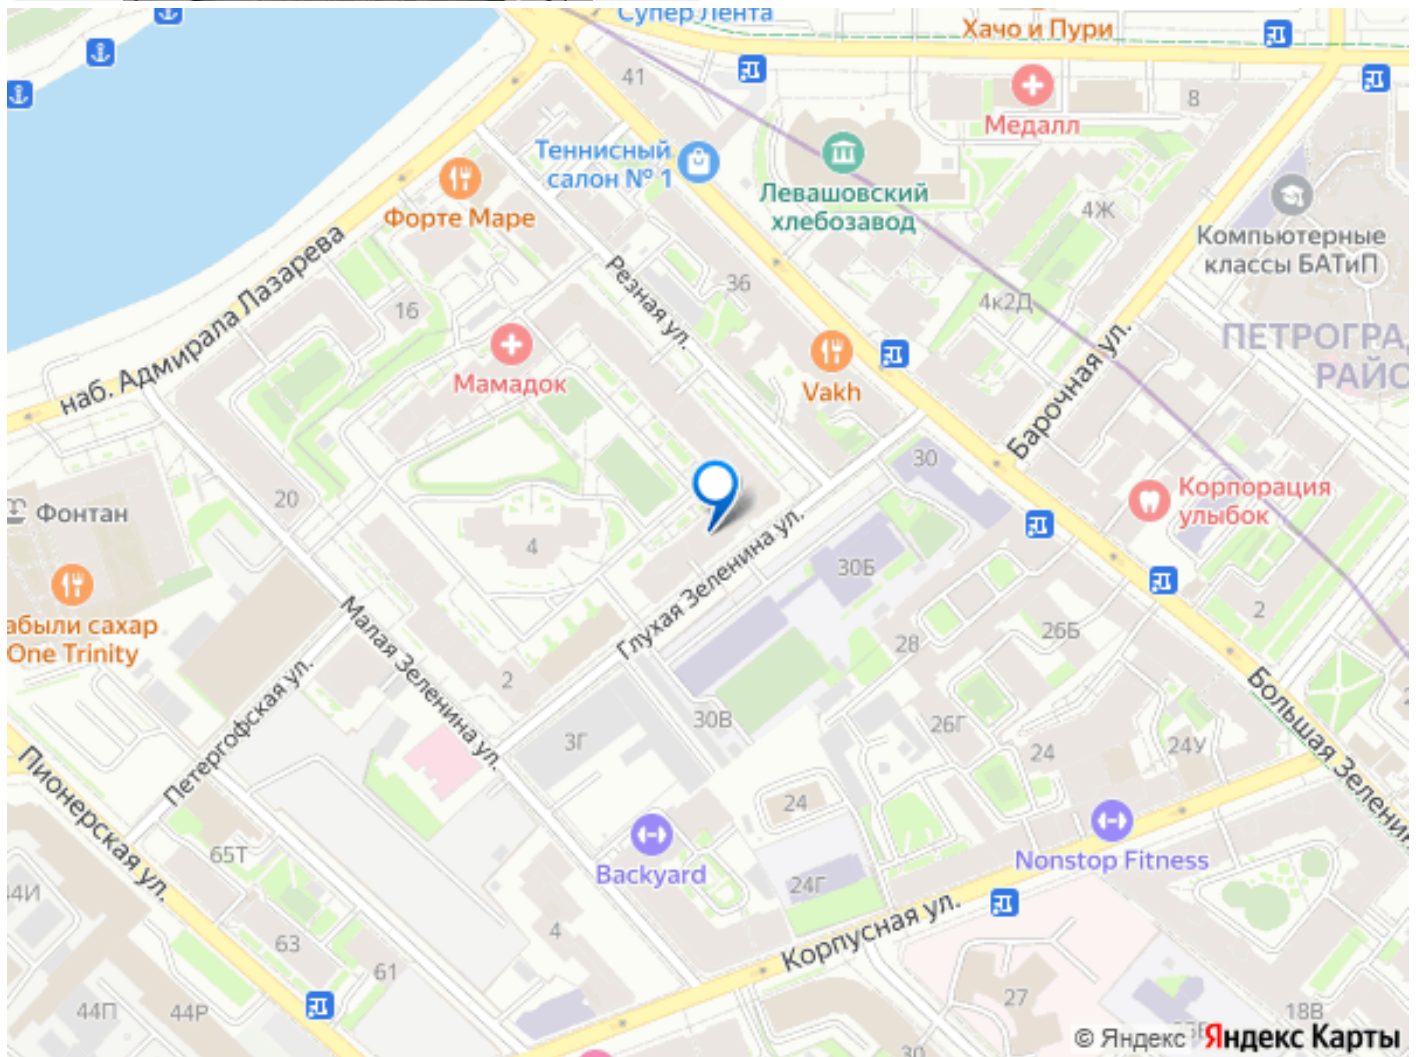 Супер Лента
Хачо и Пури
41
8
Медалл
Теннисный
салон № 1
Левашовский
хлебозавод
Форте Маре
4Ж
Компьютерные
классы БАТиП
наб. Адмирала Лазарева
Резная ул.
36
16
4к2Д
ПЕТРОГРА
РАЙО
Мамадок
Vakh
Барочная ул.
30
20
Фонтан
Корпорация
улыбок
4
Глухая Зеленина ул.
30Б
2
абыли сахар
One Trinity
Малая Зеленина ул.
28
26Б
Петергофская ул.
2
Большая Зеленин
30В
26Г
3Г
24
24У
Пионерская ул.
24
65Т
Backyard
Nonstop Fitness
24Г
44И
Корпусная ул.
63
4
61
27
44П
44Р
18В
30
© Яндекс Яндекс Карты